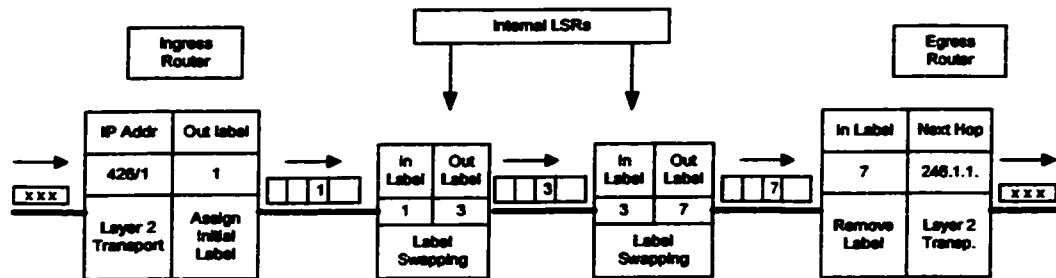 Internal LSRs
Ingress
Router
Egress
Router
IP Addr
Out label
426/1
1
Layer 2
Transport
Assign
Initial
Label
x x x
1
In
Label
Out
Label
1
3
Label
Swapping
3
In
Label
Out
Label
3
7
Label
Swapping
7
In Label
Next Hop
7
246.1.1.
Remove
Label
Layer 2
Transp.
x x x